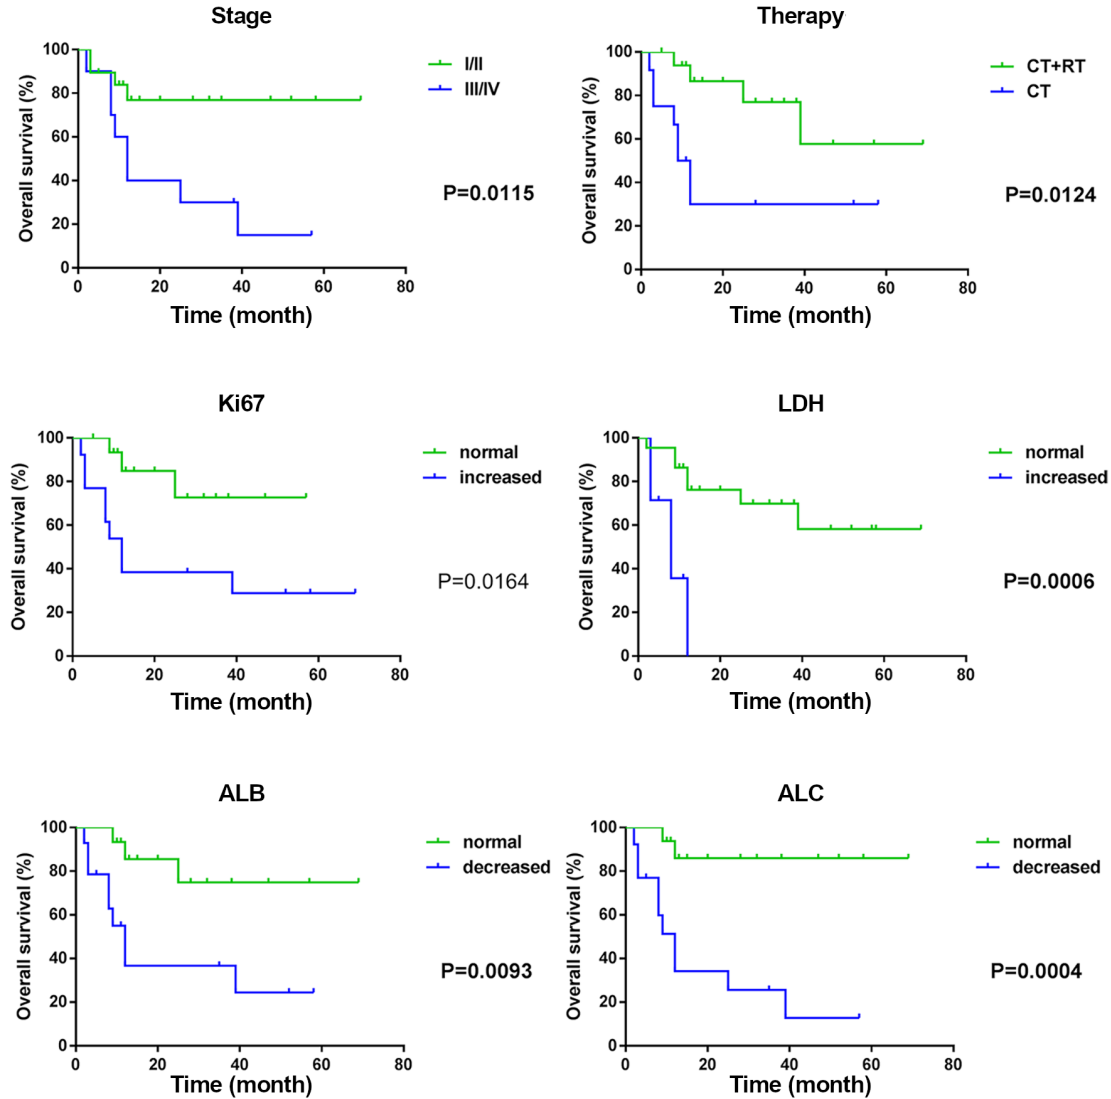 Stage
Overall survival (%)
100
80
60
40
20
0
0 20 40 60 80
Time (month)
I/II
III/IV
P=0.0115
Therapy
Overall survival (%)
100
80
60
40
20
0
0 20 40 60 80
Time (month)
CT+RT
CT
P=0.0124
Ki67
Overall survival (%)
100
80
60
40
20
0
0 20 40 60 80
Time (month)
normal
increased
P=0.0164
LDH
Overall survival (%)
100
80
60
40
20
0
0 20 40 60 80
Time (month)
normal
increased
P=0.0006
ALB
Overall survival (%)
100
80
60
40
20
0
0 20 40 60 80
Time (month)
normal
decreased
P=0.0093
ALC
Overall survival (%)
100
80
60
40
20
0
0 20 40 60 80
Time (month)
normal
decreased
P=0.0004